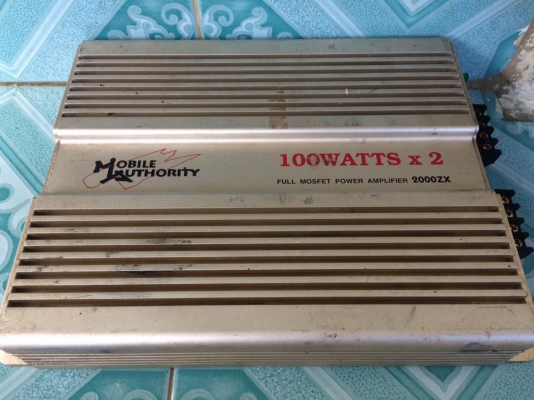 MOBILE
AUTHORITY
100WATTS x 2
FULL MOSFET POWER AMPLIFIER 2000ZX